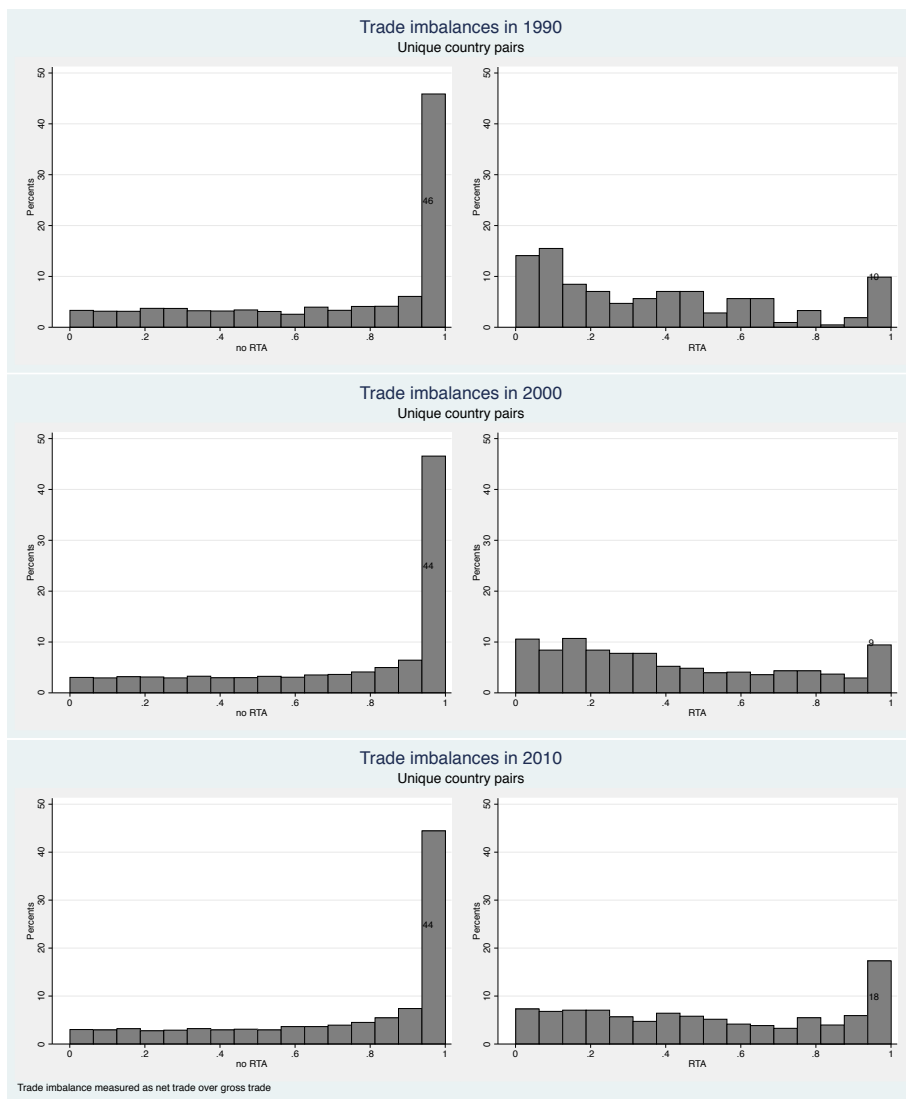 Trade imbalances in 1990
Unique country pairs
50
40
30
20
10
0
Percents
46
0 .2 .4 .6 .8 1
no RTA
50
40
30
20
10
0
Percents
10
0 .2 .4 .6 .8 1
RTA
Trade imbalances in 2000
Unique country pairs
50
40
30
20
10
0
Percents
44
0 .2 .4 .6 .8 1
no RTA
50
40
30
20
10
0
Percents
9
0 .2 .4 .6 .8 1
RTA
Trade imbalances in 2010
Unique country pairs
50
40
30
20
10
0
Percents
44
0 .2 .4 .6 .8 1
no RTA
50
40
30
20
10
0
Percents
18
0 .2 .4 .6 .8 1
RTA
Trade imbalance measured as net trade over gross trade